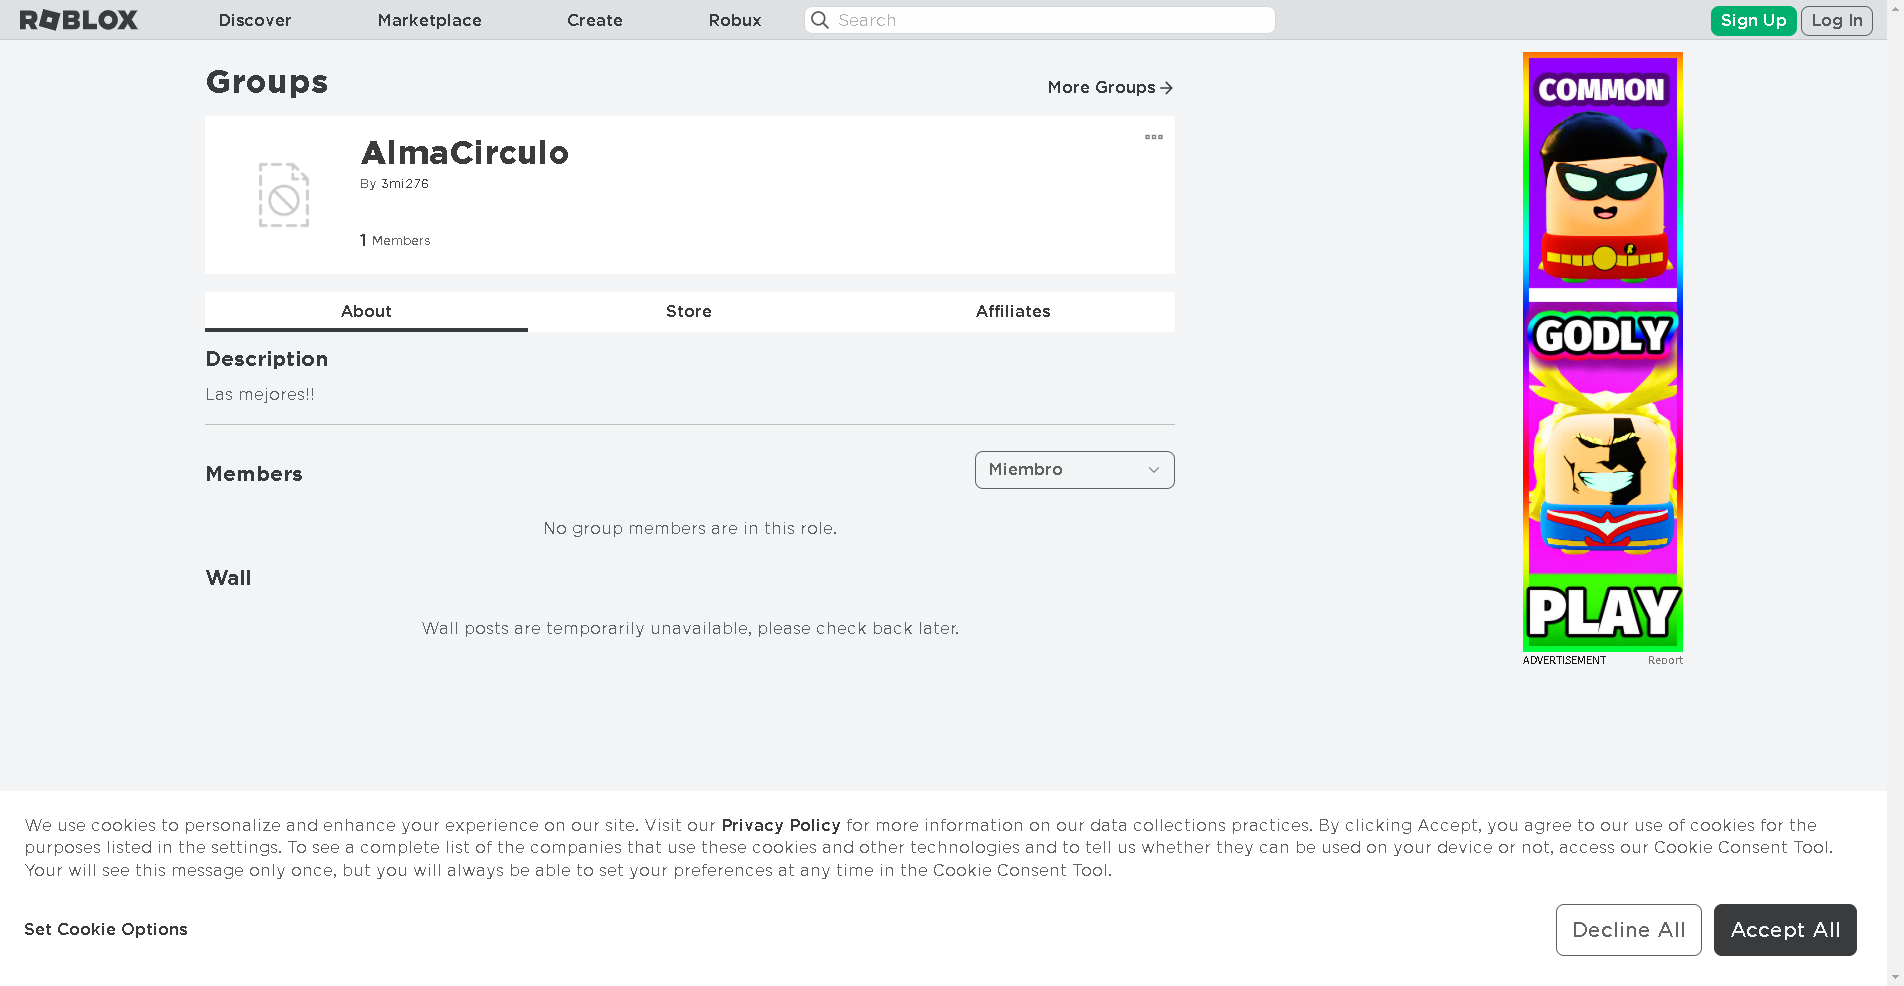 ROBLOX
Discover
Marketplace
Create
Robux
Search
Sign Up
Log In
Groups
More Groups
AlmaCirculo
By 3mi276
1 Members
About
Store
Affiliates
Description
Las mejores!!
Members
Miembro
No group members are in this role.
Wall
Wall posts are temporarily unavailable, please check back later.
COMMON
R
GODLY
PLAY
ADVERTISEMENT
Report
We use cookies to personalize and enhance your experience on our site. Visit our Privacy Policy for more information on our data collections practices. By clicking Accept, you agree to our use of cookies for the
purposes listed in the settings. To see a complete list of the companies that use these cookies and other technologies and to tell us whether they can be used on your device or not, access our Cookie Consent Tool.
Your will see this message only once, but you will always be able to set your preferences at any time in the Cookie Consent Tool.
Set Cookie Options
Decline All
Accept All